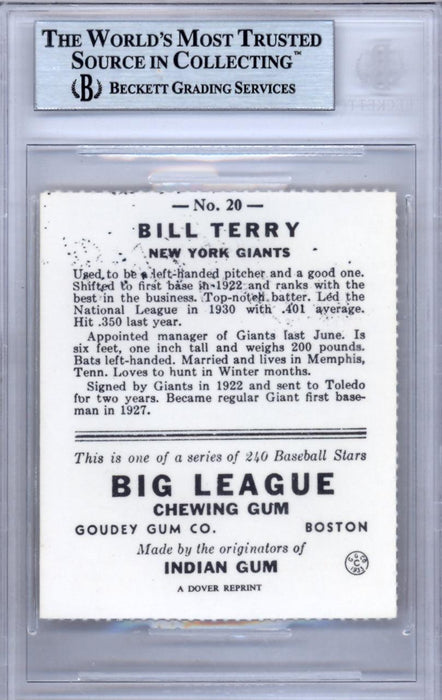 THE WORLD'S MOST TRUSTED
SOURCE IN COLLECTING™
B BECKETT GRADING SERVICES
— No. 20 —
BILL TERRY
NEW YORK GIANTS
Used to be a left-handed pitcher and a good one.
Shifted to first base in 1922 and ranks with the
best in the business. Top-notch batter. Led the
National League in 1930 with .401 average.
Hit .350 last year.
Appointed manager of Giants last June. Is
six feet, one inch tall and weighs 200 pounds.
Bats left-handed. Married and lives in Memphis,
Tenn. Loves to hunt in Winter months.
Signed by Giants in 1922 and sent to Toledo
for two years. Became regular Giant first base-
man in 1927.
This is one of a series of 240 Baseball Stars
BIG LEAGUE
CHEWING GUM
GOUDEY GUM CO. BOSTON
Made by the originators of
INDIAN GUM
A DOVER REPRINT